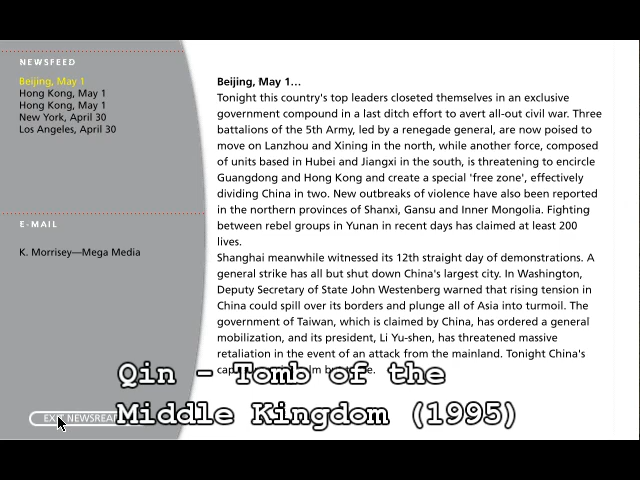 NEWSFEED
Beijing, May 1
Hong Kong, May 1
Hong Kong, May 1
New York, April 30
Los Angeles, April 30
E-MAIL
K. Morrisey—Mega Media
Beijing, May 1...
Tonight this country's top leaders closeted themselves in an exclusive
government compound in a last ditch effort to avert all-out civil war. Three
battalions of the 5th Army, led by a renegade general, are now poised to
move on Lanzhou and Xining in the north, while another force, composed
of units based in Hubei and Jiangxi in the south, is threatening to encircle
Guangdong and Hong Kong and create a special 'free zone', effectively
dividing China in two. New outbreaks of violence have also been reported
in the northern provinces of Shanxi, Gansu and Inner Mongolia. Fighting
between rebel groups in Yunan in recent days has claimed at least 200
lives.
Shanghai meanwhile witnessed its 12th straight day of demonstrations. A
general strike has all but shut down China's largest city. In Washington,
Deputy Secretary of State John Westenberg warned that rising tension in
China could spill over its borders and plunge all of Asia into turmoil. The
government of Taiwan, which is claimed by China, has ordered a general
mobilization, and its president, Li Yu-shen, has threatened massive
retaliation in the event of an attack from the mainland. Tonight China's
Qin - Tomb of the
Middle Kingdom (1995)
EXIT NEWSREADER